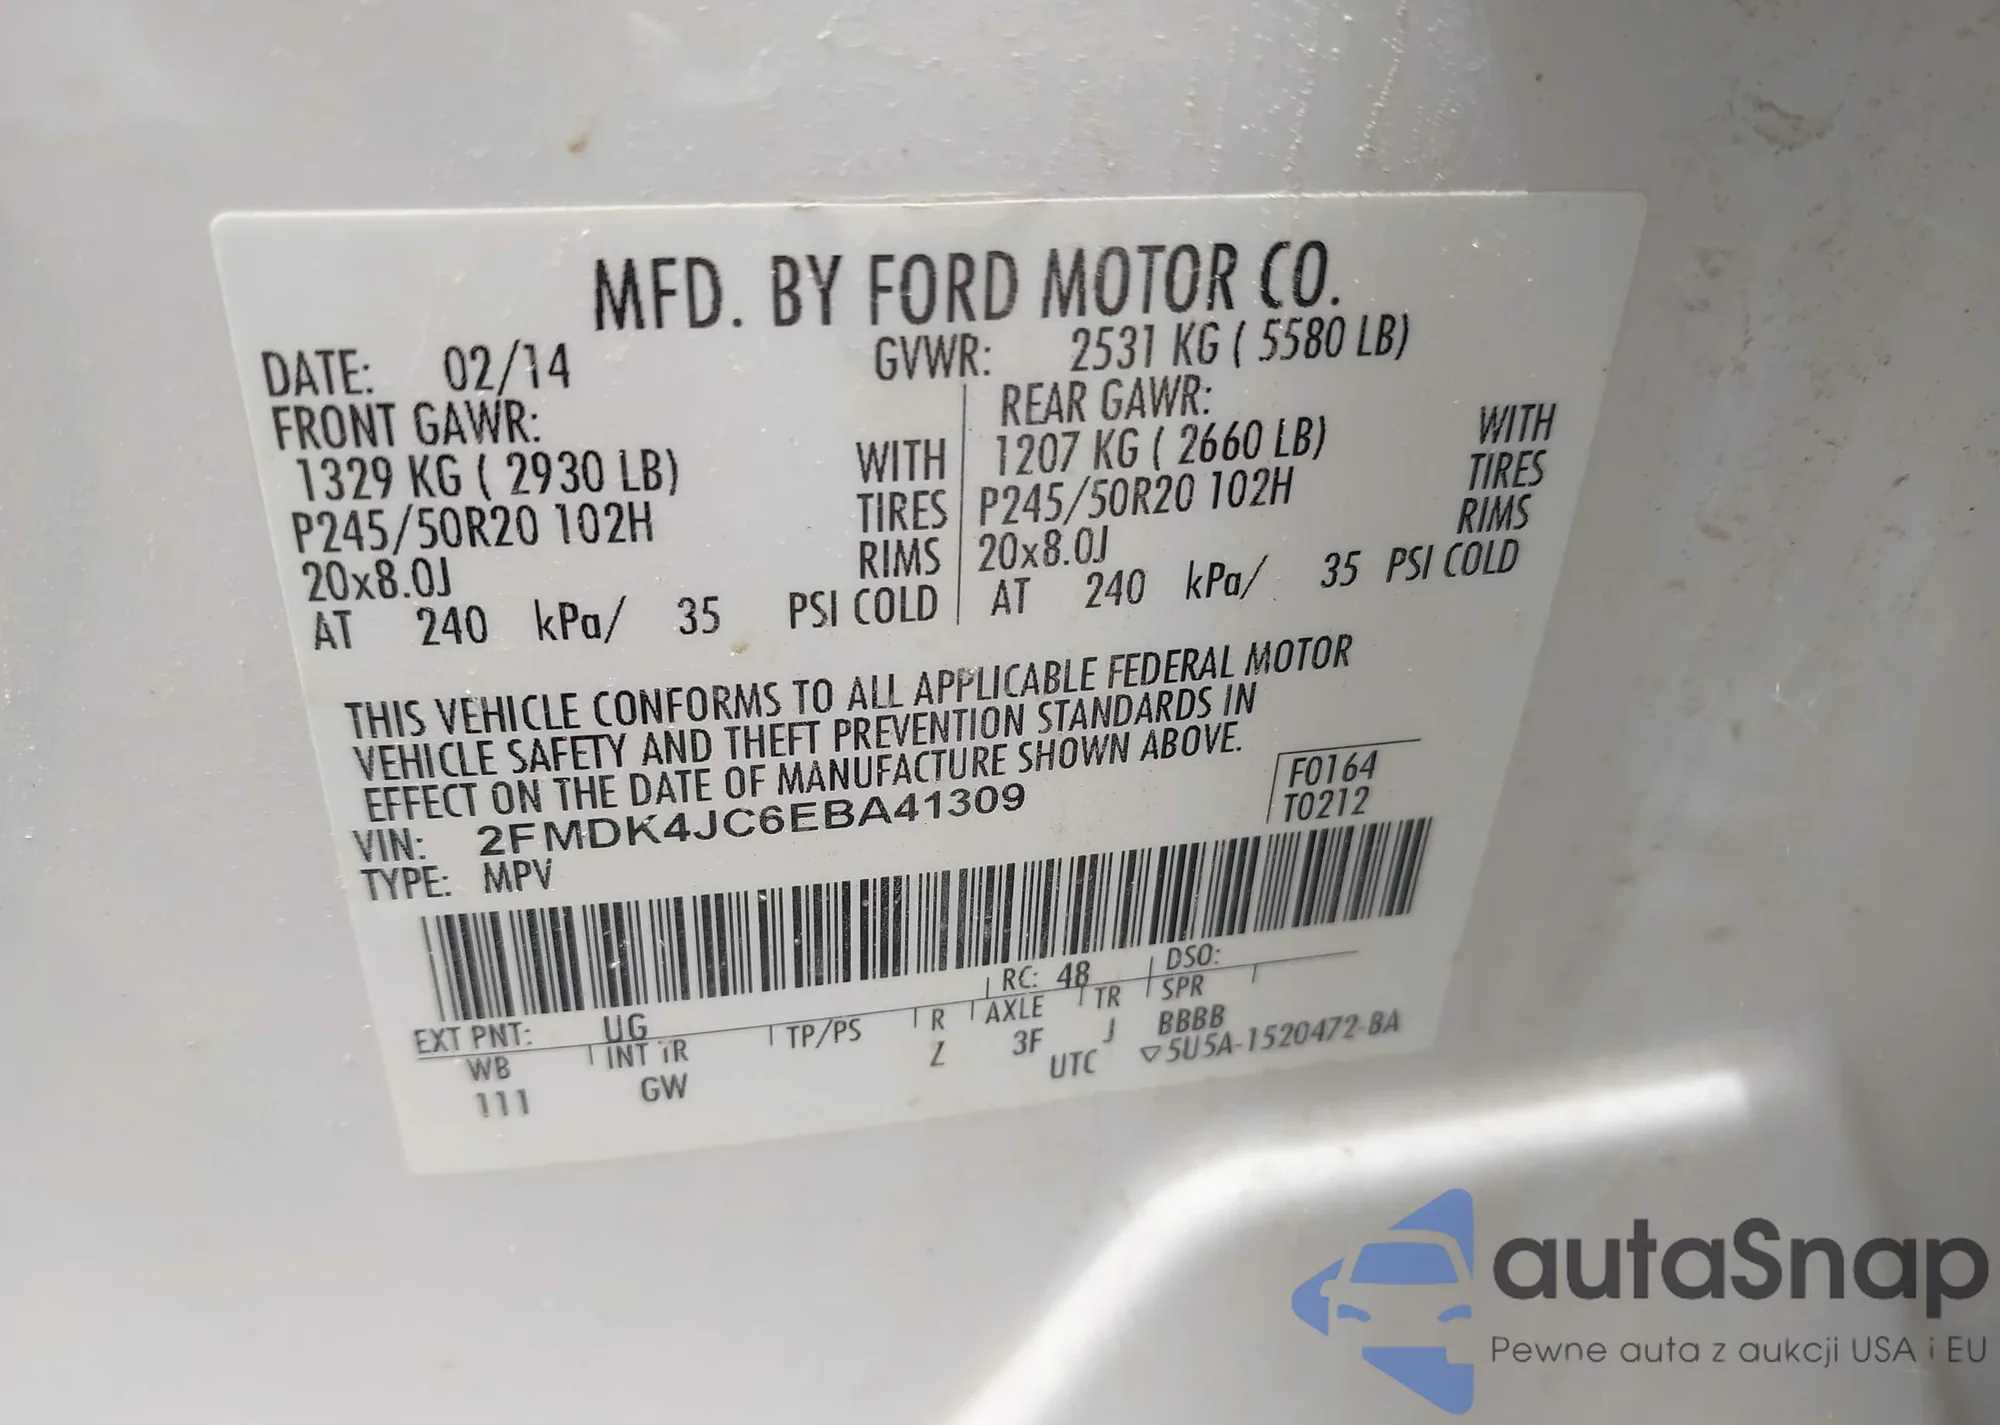 MFD. BY FORD MOTOR CO.
DATE: 02/14 GVWR: 2531 KG ( 5580 LB)
FRONT GAWR: REAR GAWR:
1329 KG ( 2930 LB) WITH 1207 KG ( 2660 LB) WITH
P245/50R20 102H TIRES P245/50R20 102H TIRES
20x8.0J RIMS 20x8.0J RIMS
AT 240 kPa/ 35 PSI COLD AT 240 kPa/ 35 PSI COLD
THIS VEHICLE CONFORMS TO ALL APPLICABLE FEDERAL MOTOR
VEHICLE SAFETY AND THEFT PREVENTION STANDARDS IN
EFFECT ON THE DATE OF MANUFACTURE SHOWN ABOVE.
F0164
T0212
VIN: 2FMDK4JC6EBA41309
TYPE: MPV
RC: 48 DSO:
EXT PNT: UG
WB INT TR TP/PS R AXLE TR SPR
111 GW Z 3F J BBBB
UTC ▽5U5A-1520472-BA
autaSnap
Pewne auta z aukcji USA i EU